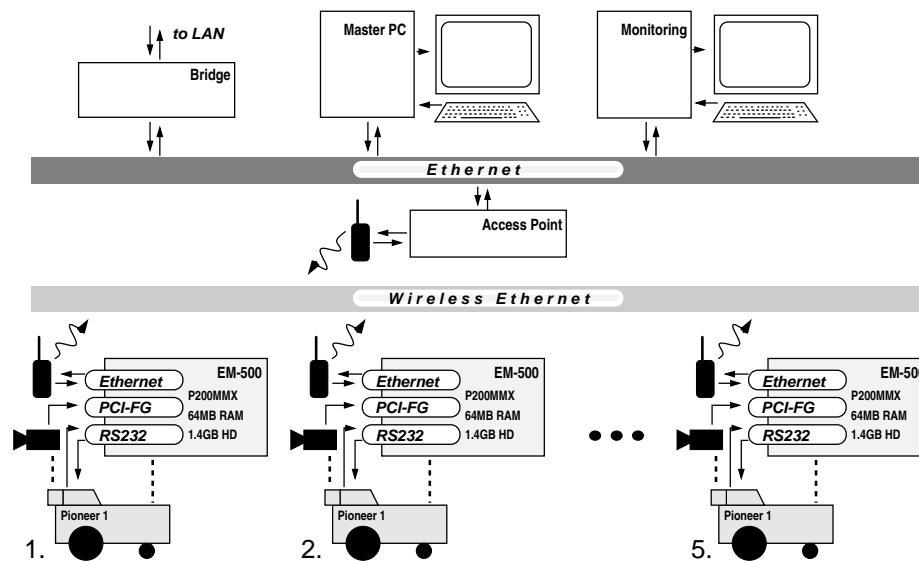 to LAN
Bridge
Master PC
Monitoring
Ethernet
Access Point
Wireless Ethernet
EM-500
Ethernet
P200MMX
PCI-FG
64MB RAM
RS232
1.4GB HD
Pioneer 1
1.
EM-500
Ethernet
P200MMX
PCI-FG
64MB RAM
RS232
1.4GB HD
Pioneer 1
2.
EM-500
Ethernet
P200MMX
PCI-FG
64MB RAM
RS232
1.4GB HD
Pioneer 1
5.